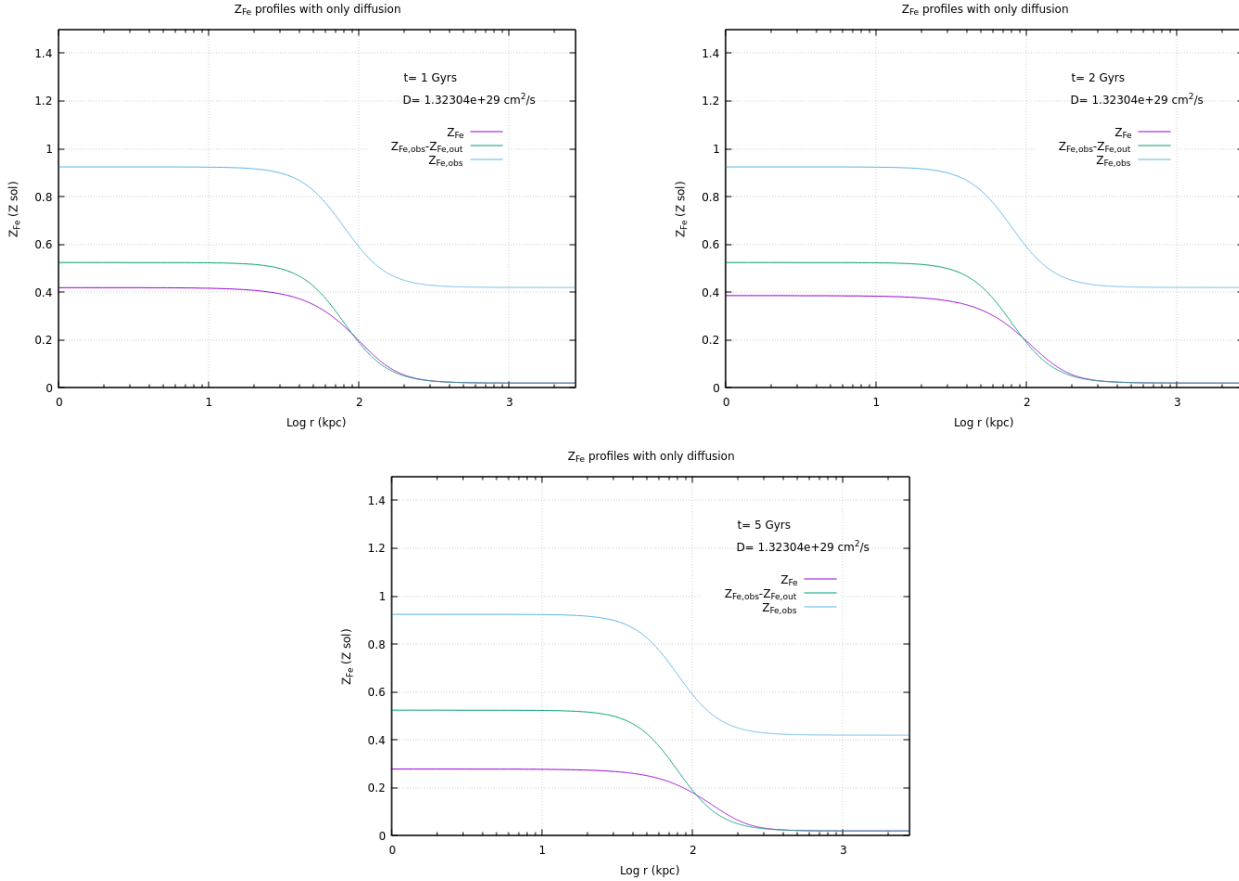 Z_Fe profiles with only diffusion
1.4
1.2
1
0.8
0.6
0.4
0.2
0
Z_Fe (Z sol)
t= 1 Gyrs
D= 1.32304e+29 cm^2/s
Z_Fe
Z_Fe,obs-Z_Fe,out
Z_Fe,obs
0 1 2 3
Log r (kpc)
Z_Fe profiles with only diffusion
1.4
1.2
1
0.8
0.6
0.4
0.2
0
Z_Fe (Z sol)
t= 2 Gyrs
D= 1.32304e+29 cm^2/s
Z_Fe
Z_Fe,obs-Z_Fe,out
Z_Fe,obs
0 1 2 3
Log r (kpc)
Z_Fe profiles with only diffusion
1.4
1.2
1
0.8
0.6
0.4
0.2
0
Z_Fe (Z sol)
t= 5 Gyrs
D= 1.32304e+29 cm^2/s
Z_Fe
Z_Fe,obs-Z_Fe,out
Z_Fe,obs
0 1 2 3
Log r (kpc)